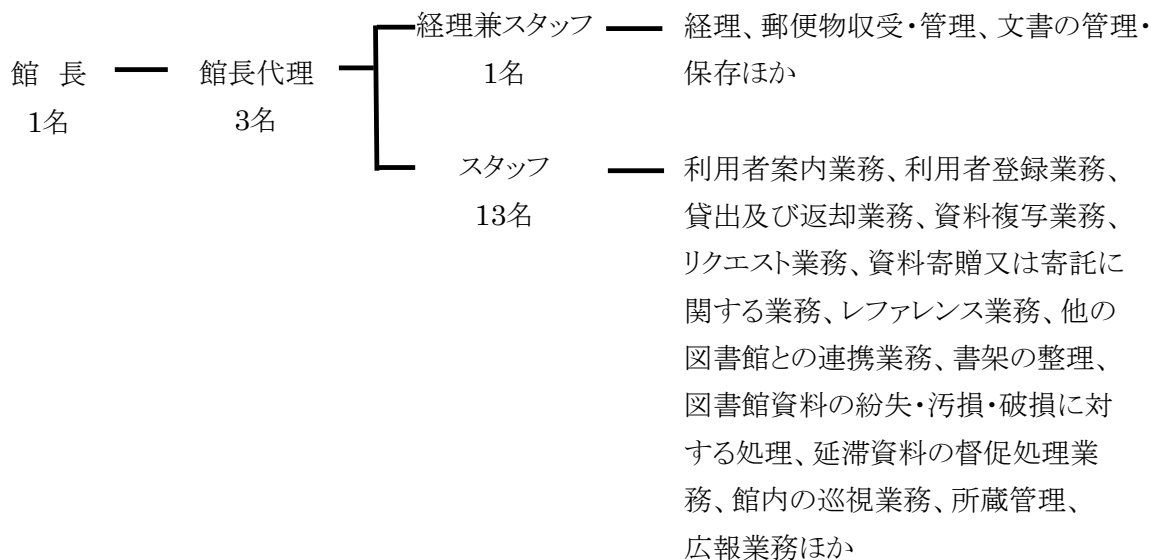 館　長
1名
館長代理
3名
経理兼スタッフ
1名
経理、郵便物収受・管理、文書の管理・
保存ほか
スタッフ
13名
利用者案内業務、利用者登録業務、
貸出及び返却業務、資料複写業務、
リクエスト業務、資料寄贈又は寄託に
関する業務、レファレンス業務、他の
図書館との連携業務、書架の整理、
図書館資料の紛失・汚損・破損に対
する処理、延滞資料の督促処理業
務、館内の巡視業務、所蔵管理、
広報業務ほか